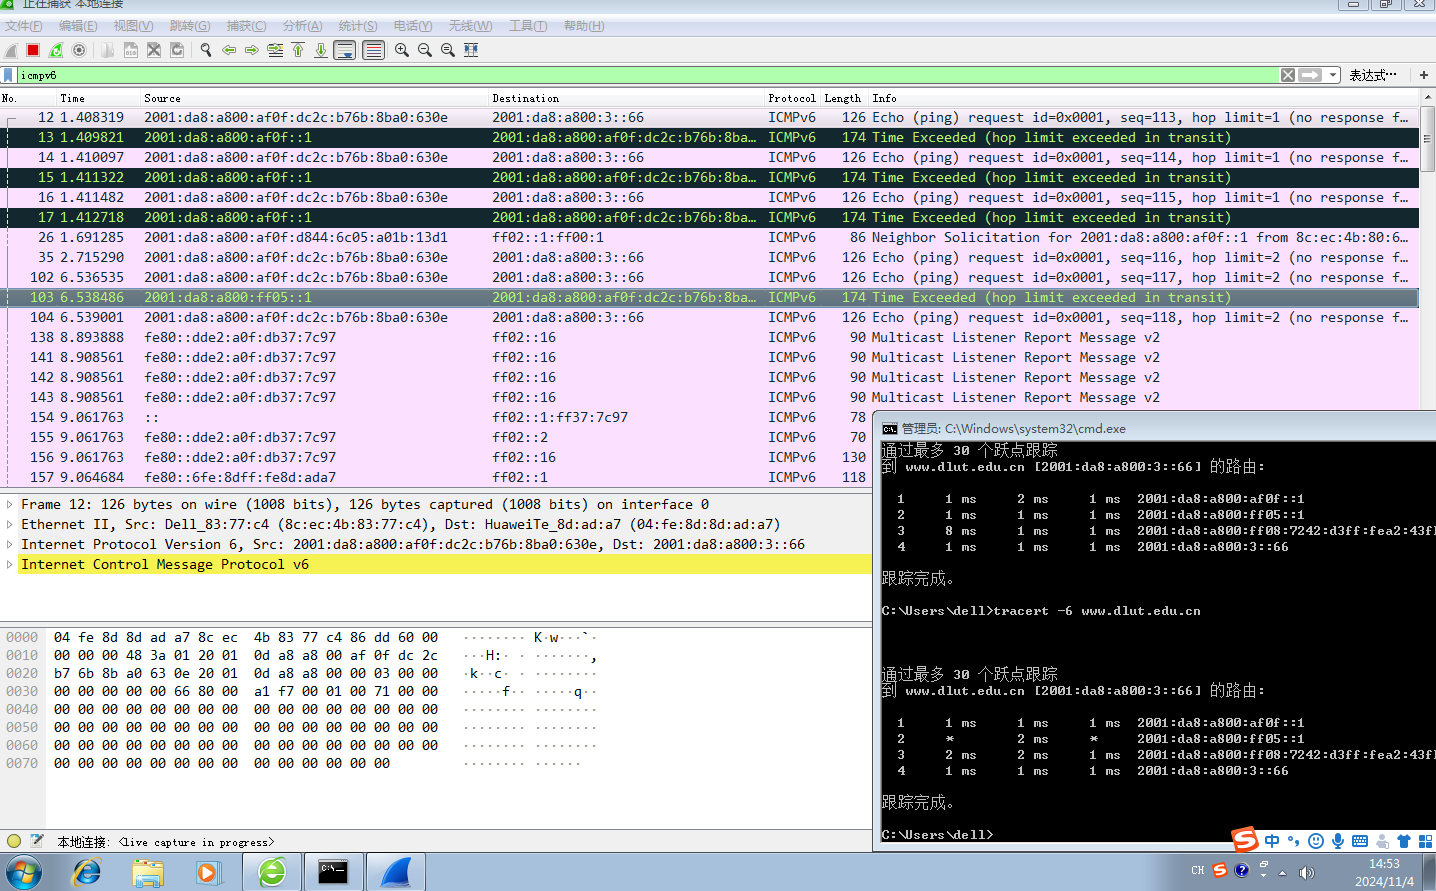 正在捕获 本地连接
文件(F) 编辑(E) 视图(V) 跳转(G) 捕获(C) 分析(A) 统计(S) 电话(Y) 无线(W) 工具(T) 帮助(H)
icmpv6 表达式… +
No. Time Source Destination Protocol Length Info
12 1.408319 2001:da8:a800:af0f:dc2c:b76b:8ba0:630e 2001:da8:a800:3::66 ICMPv6 126 Echo (ping) request id=0x0001, seq=113, hop limit=1 (no response f…
13 1.409821 2001:da8:a800:af0f::1 2001:da8:a800:af0f:dc2c:b76b:8ba… ICMPv6 174 Time Exceeded (hop limit exceeded in transit)
14 1.410097 2001:da8:a800:af0f:dc2c:b76b:8ba0:630e 2001:da8:a800:3::66 ICMPv6 126 Echo (ping) request id=0x0001, seq=114, hop limit=1 (no response f…
15 1.411322 2001:da8:a800:af0f::1 2001:da8:a800:af0f:dc2c:b76b:8ba… ICMPv6 174 Time Exceeded (hop limit exceeded in transit)
16 1.411482 2001:da8:a800:af0f:dc2c:b76b:8ba0:630e 2001:da8:a800:3::66 ICMPv6 126 Echo (ping) request id=0x0001, seq=115, hop limit=1 (no response f…
17 1.412718 2001:da8:a800:af0f::1 2001:da8:a800:af0f:dc2c:b76b:8ba… ICMPv6 174 Time Exceeded (hop limit exceeded in transit)
26 1.691285 2001:da8:a800:af0f:d844:6c05:a01b:13d1 ff02::1:ff00:1 ICMPv6 86 Neighbor Solicitation for 2001:da8:a800:af0f::1 from 8c:ec:4b:80:6…
35 2.715290 2001:da8:a800:af0f:dc2c:b76b:8ba0:630e 2001:da8:a800:3::66 ICMPv6 126 Echo (ping) request id=0x0001, seq=116, hop limit=2 (no response f…
102 6.536535 2001:da8:a800:af0f:dc2c:b76b:8ba0:630e 2001:da8:a800:3::66 ICMPv6 126 Echo (ping) request id=0x0001, seq=117, hop limit=2 (no response f…
103 6.538486 2001:da8:a800:ff05::1 2001:da8:a800:af0f:dc2c:b76b:8ba… ICMPv6 174 Time Exceeded (hop limit exceeded in transit)
104 6.539001 2001:da8:a800:af0f:dc2c:b76b:8ba0:630e 2001:da8:a800:3::66 ICMPv6 126 Echo (ping) request id=0x0001, seq=118, hop limit=2 (no response f…
138 8.893888 fe80::dde2:a0f:db37:7c97 ff02::16 ICMPv6 90 Multicast Listener Report Message v2
141 8.908561 fe80::dde2:a0f:db37:7c97 ff02::16 ICMPv6 90 Multicast Listener Report Message v2
142 8.908561 fe80::dde2:a0f:db37:7c97 ff02::16 ICMPv6 90 Multicast Listener Report Message v2
143 8.908561 fe80::dde2:a0f:db37:7c97 ff02::16 ICMPv6 90 Multicast Listener Report Message v2
154 9.061763 :: ff02::1:ff37:7c97 ICMPv6 78
155 9.061763 fe80::dde2:a0f:db37:7c97 ff02::2 ICMPv6 70
156 9.061763 fe80::dde2:a0f:db37:7c97 ff02::16 ICMPv6 130
157 9.064684 fe80::6fe:8dff:fe8d:ada7 ff02::1 ICMPv6 118
Frame 12: 126 bytes on wire (1008 bits), 126 bytes captured (1008 bits) on interface 0
Ethernet II, Src: Dell_83:77:c4 (8c:ec:4b:83:77:c4), Dst: HuaweiTe_8d:ad:a7 (04:fe:8d:8d:ad:a7)
Internet Protocol Version 6, Src: 2001:da8:a800:af0f:dc2c:b76b:8ba0:630e, Dst: 2001:da8:a800:3::66
Internet Control Message Protocol v6
0000 04 fe 8d 8d ad a7 8c ec 4b 83 77 c4 86 dd 60 00 ········ K·w···`·
0010 00 00 00 48 3a 01 20 01 0d a8 a8 00 af 0f dc 2c ···H:· · ·······,
0020 b7 6b 8b a0 63 0e 20 01 0d a8 a8 00 00 03 00 00 ·k··c· · ········
0030 00 00 00 00 00 66 80 00 a1 f7 00 01 00 71 00 00 ·····f·· ·····q··
0040 00 00 00 00 00 00 00 00 00 00 00 00 00 00 00 00 ········ ········
0050 00 00 00 00 00 00 00 00 00 00 00 00 00 00 00 00 ········ ········
0060 00 00 00 00 00 00 00 00 00 00 00 00 00 00 00 00 ········ ········
0070 00 00 00 00 00 00 00 00 00 00 00 00 00 00 ········ ······
本地连接: <live capture in progress>
管理员: C:\Windows\system32\cmd.exe
通过最多 30 个跃点跟踪
到 www.dlut.edu.cn [2001:da8:a800:3::66] 的路由:
1 1 ms 2 ms 1 ms 2001:da8:a800:af0f::1
2 1 ms 1 ms 1 ms 2001:da8:a800:ff05::1
3 8 ms 1 ms 1 ms 2001:da8:a800:ff08:7242:d3ff:fea2:43f
4 1 ms 1 ms 1 ms 2001:da8:a800:3::66
跟踪完成。
C:\Users\dell>tracert -6 www.dlut.edu.cn
通过最多 30 个跃点跟踪
到 www.dlut.edu.cn [2001:da8:a800:3::66] 的路由:
1 1 ms 1 ms 1 ms 2001:da8:a800:af0f::1
2 * 2 ms * 2001:da8:a800:ff05::1
3 2 ms 2 ms 1 ms 2001:da8:a800:ff08:7242:d3ff:fea2:43f
4 1 ms 1 ms 1 ms 2001:da8:a800:3::66
跟踪完成。
C:\Users\dell>
中
CH
14:53
2024/11/4